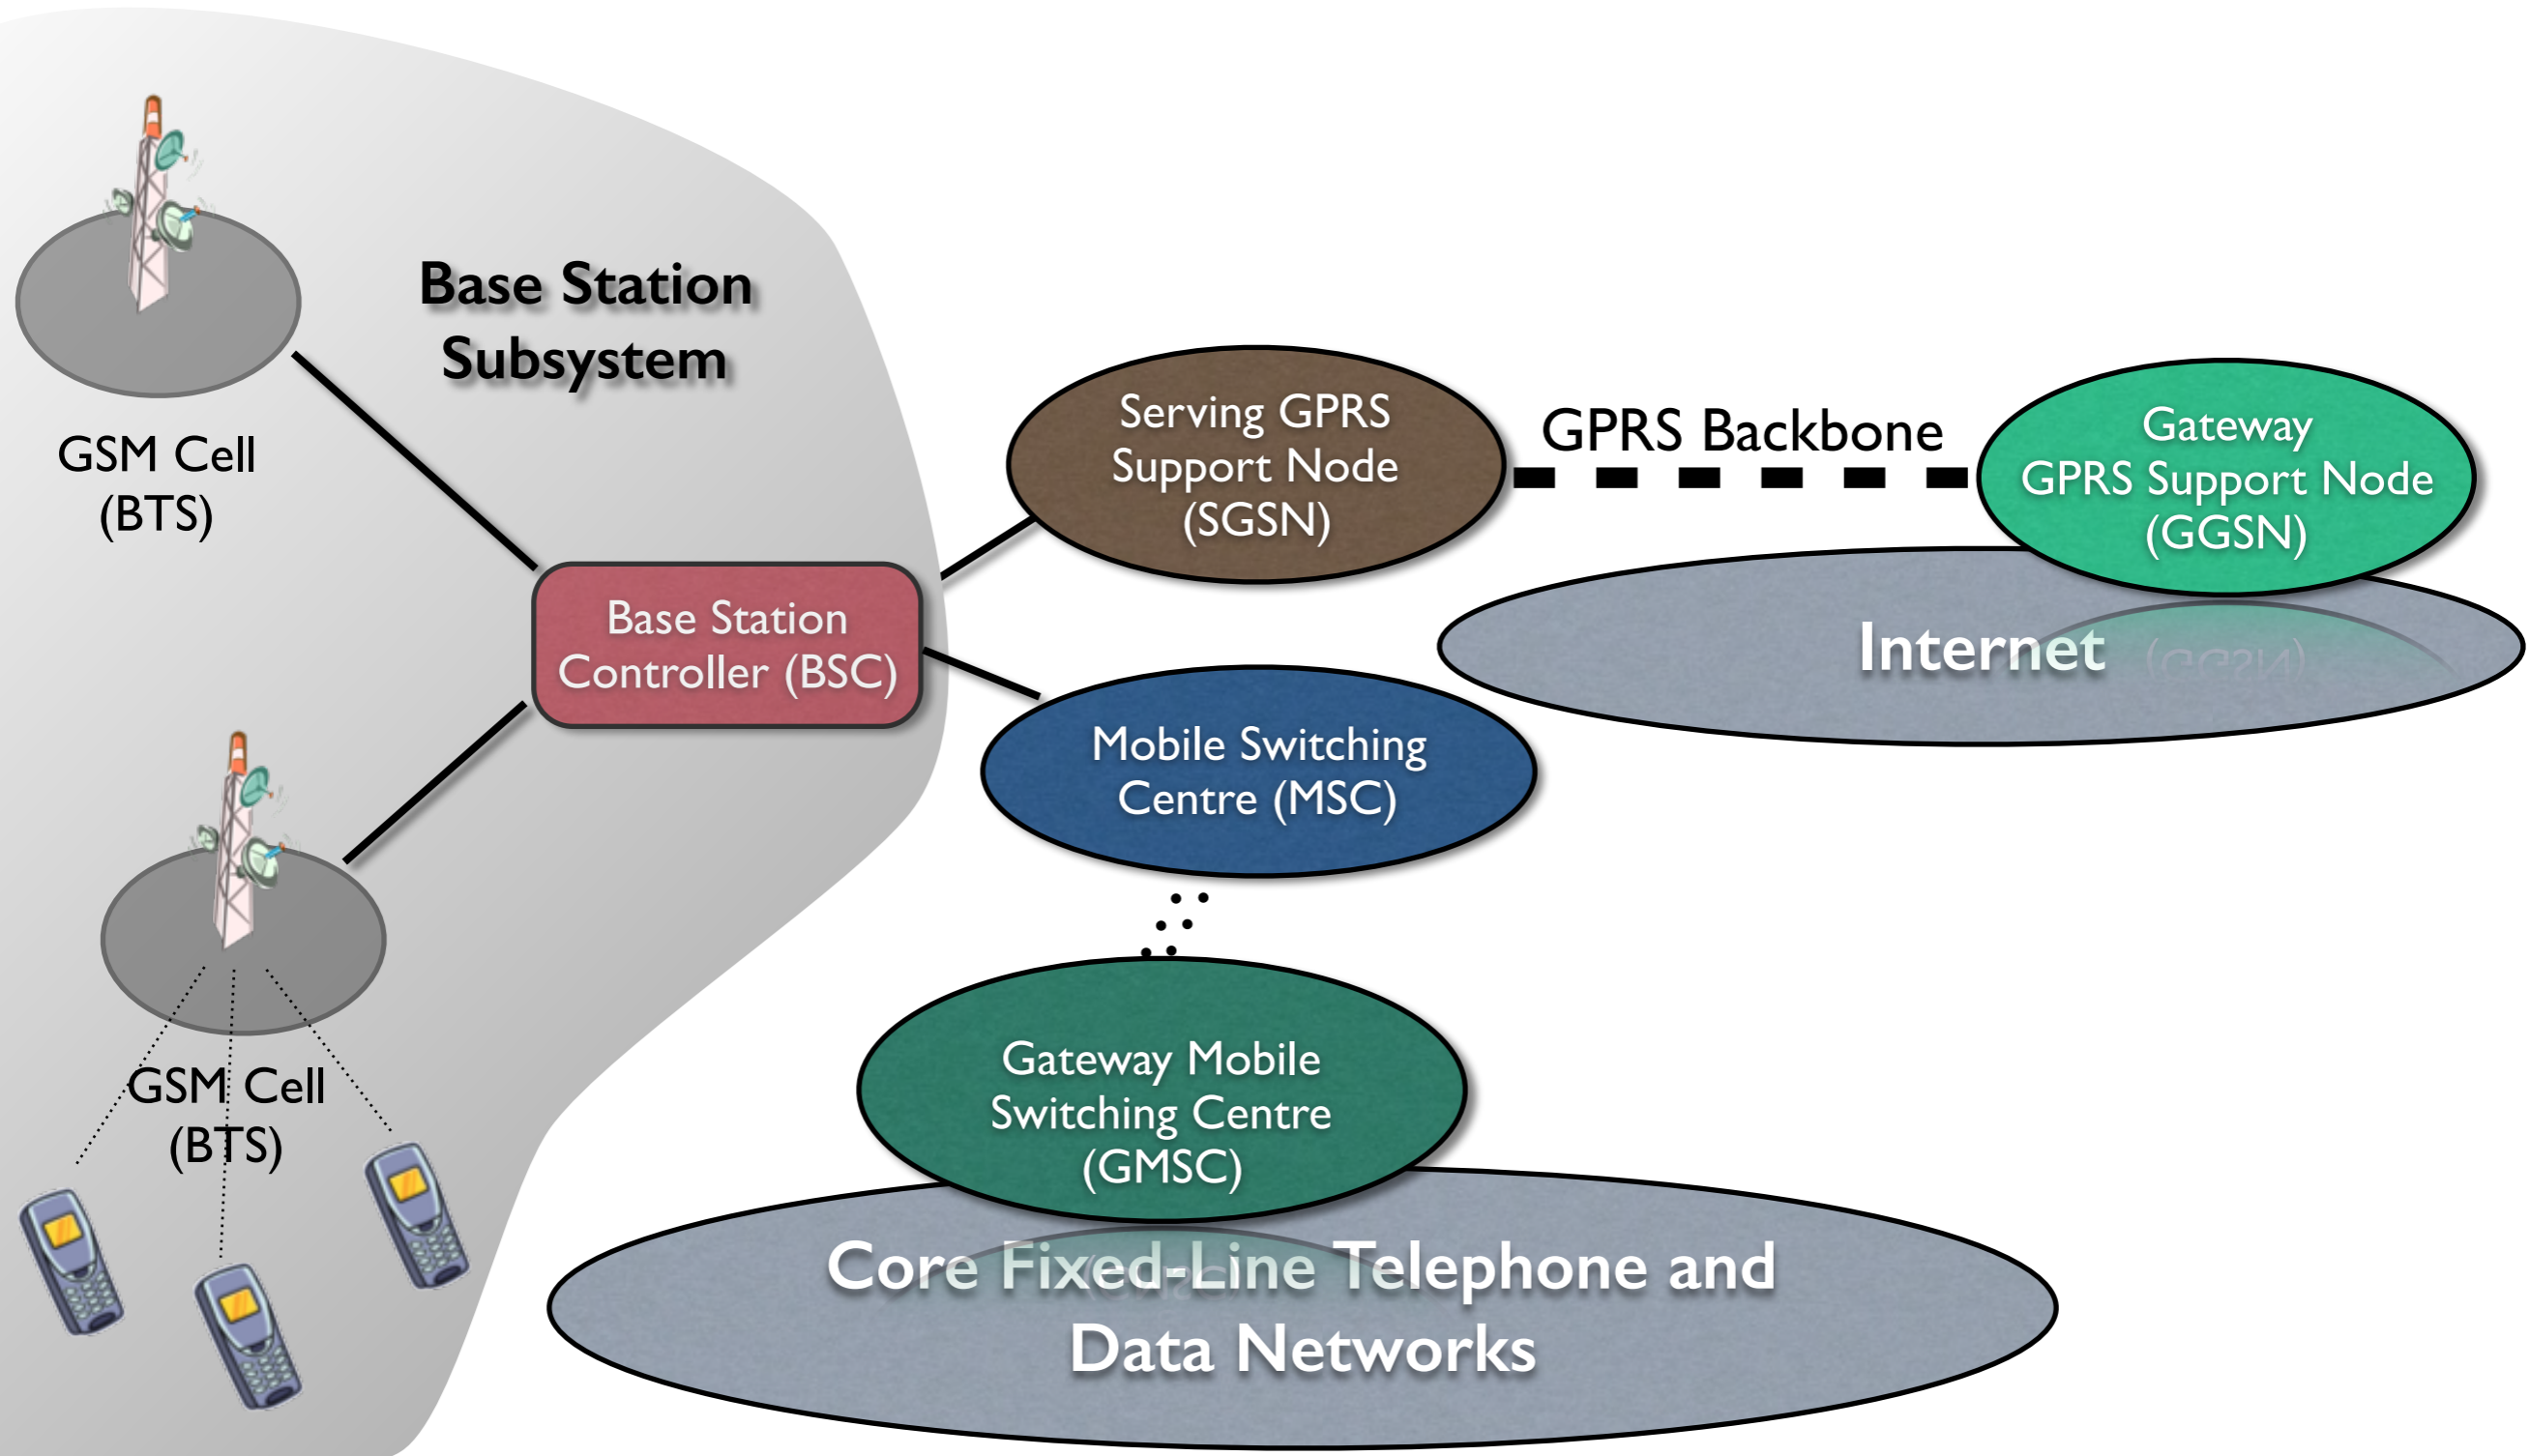 Base Station
Subsystem
GSM Cell
(BTS)
Serving GPRS
Support Node
(SGSN)
GPRS Backbone
Gateway
GPRS Support Node
(GGSN)
Base Station
Controller (BSC)
Internet
(GGSN)
Mobile Switching
Centre (MSC)
GSM Cell
(BTS)
Gateway Mobile
Switching Centre
(GMSC)
Core Fixed-Line Telephone and
Data Networks